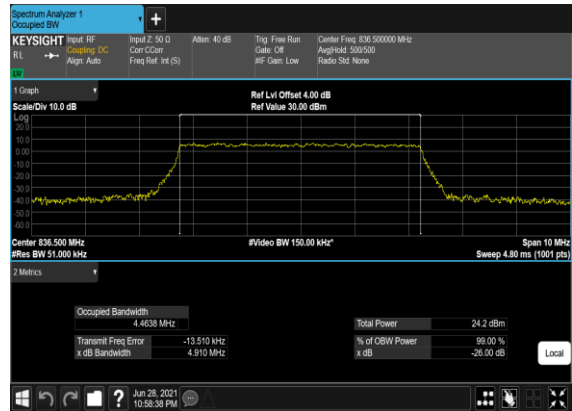 Spectrum Analyzer 1
Occupied BW
+
KEYSIGHT Input: RF Input Z: 50 Ω Atten: 40 dB Trig: Free Run Center Freq: 836.500000 MHz
RL Coupling: DC Corr CCorr Gate: Off Avg|Hold: 500/500
Align: Auto Freq Ref: Int (S) #IF Gain: Low Radio Std: None
LXI
1 Graph
Ref Lvl Offset 4.00 dB
Scale/Div 10.0 dB Ref Value 30.00 dBm
Log
20.0
10.0
0.00
-10.0
-20.0
-30.0
-40.0
-50.0
-60.0
Center 836.500 MHz #Video BW 150.00 kHz* Span 10 MHz
#Res BW 51.000 kHz Sweep 4.80 ms (1001 pts)
2 Metrics
Occupied Bandwidth
4.4638 MHz Total Power 24.2 dBm
Transmit Freq Error -13.510 kHz % of OBW Power 99.00 %
x dB Bandwidth 4.910 MHz x dB -26.00 dB
Local
? Jun 28, 2021
10:58:38 PM